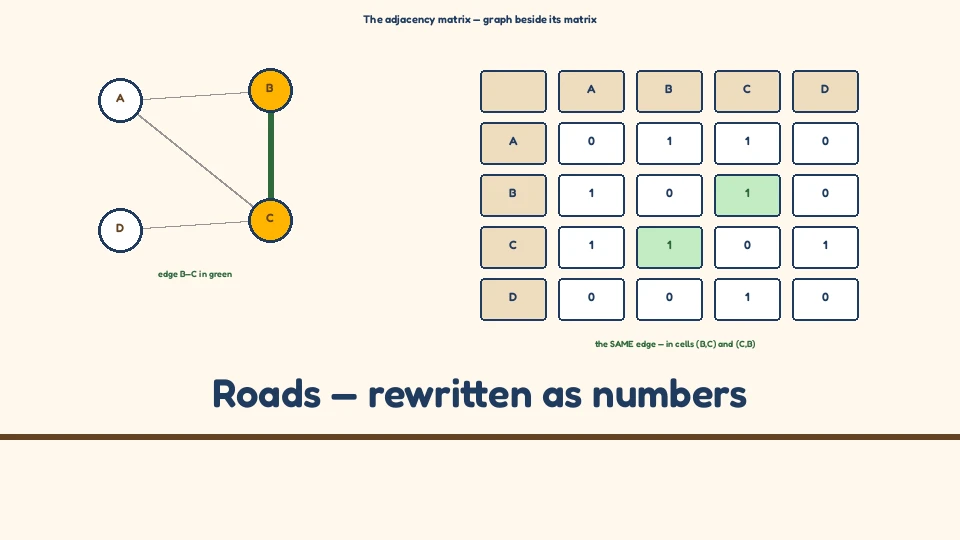 The adjacency matrix — graph beside its matrix
A
B
C
D
edge B—C in green
A B C D
A 0 1 1 0
B 1 0 1 0
C 1 1 0 1
D 0 0 1 0
the SAME edge — in cells (B,C) and (C,B)
Roads — rewritten as numbers